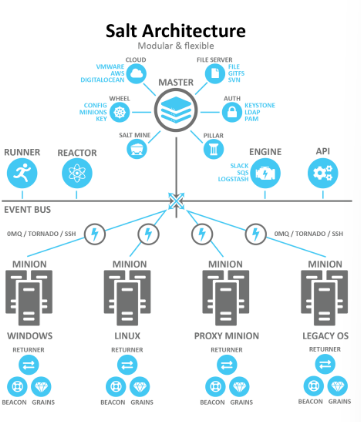 Salt Architecture
Modular & flexible
CLOUD
VMWARE
AWS
DIGITALOCEAN
FILE SERVER
FILE
GITFS
SVN
MASTER
WHEEL
CONFIG
MINIONS
KEY
AUTH
KEYSTONE
LDAP
PAM
SALT MINE
PILLAR
RUNNER
REACTOR
ENGINE
SLACK
SQS
LOGSTASH
API
EVENT BUS
0MQ / TORNADO / SSH
0MQ / TORNADO / SSH
MINION
MINION
MINION
MINION
WINDOWS
LINUX
PROXY MINION
LEGACY OS
RETURNER
RETURNER
RETURNER
RETURNER
BEACON GRAINS
BEACON GRAINS
BEACON GRAINS
BEACON GRAINS